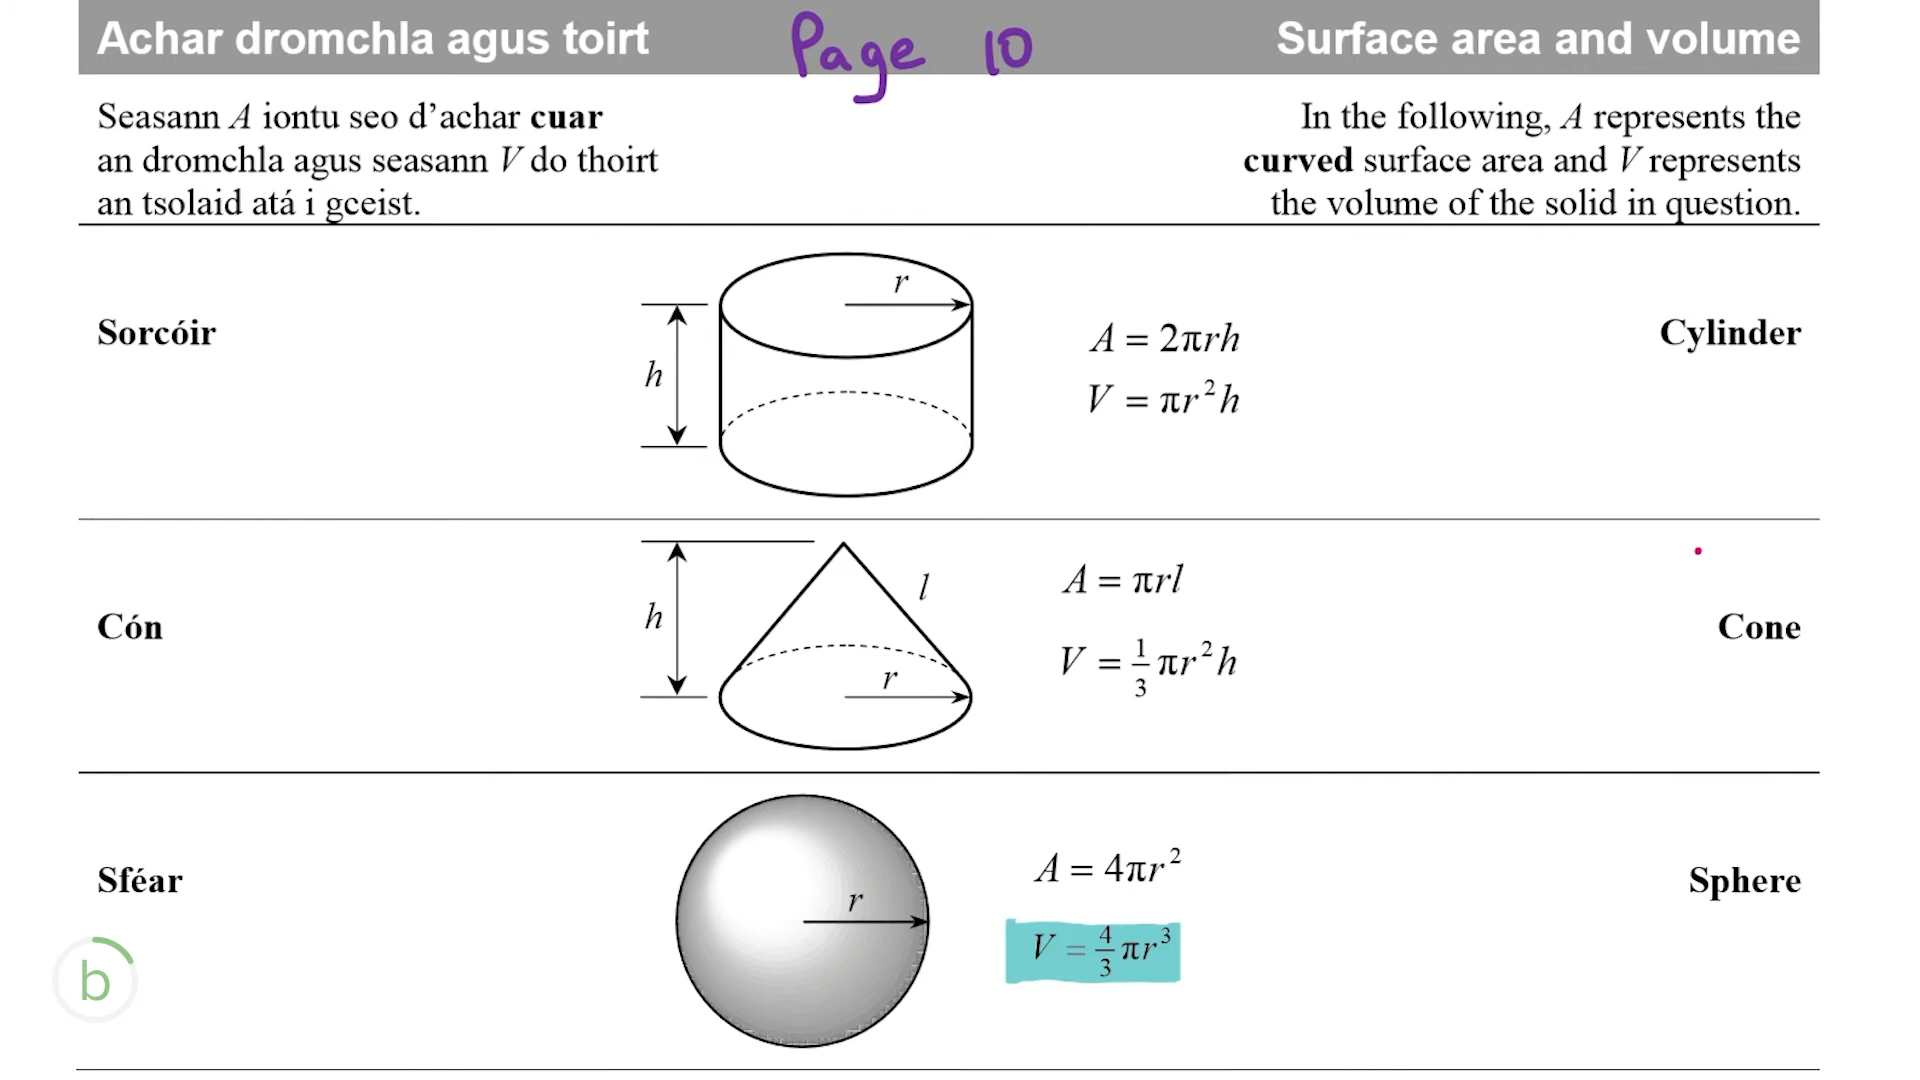 Achar dromchla agus toirt
Page 10
Surface area and volume
Seasann A iontu seo d’achar cuar
an dromchla agus seasann V do thoirt
an tsolaid atá i gceist.
In the following, A represents the
curved surface area and V represents
the volume of the solid in question.
Sorcóir
r
h
A = 2πrh
V = πr²h
Cylinder
Cón
h
l
r
A = πrl
V = 1/3 πr²h
Cone
Sféar
r
A = 4πr²
V = 4/3 πr³
Sphere
b